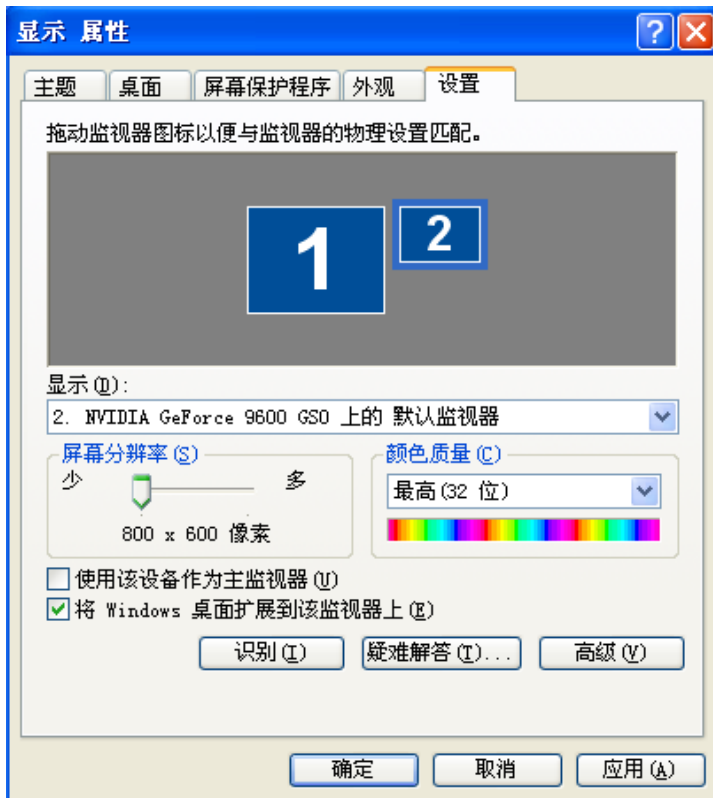 显示 属性
主题 桌面 屏幕保护程序 外观 设置
拖动监视器图标以便与监视器的物理设置匹配。
1 2
显示(D):
2. NVIDIA GeForce 9600 GSO 上的 默认监视器
屏幕分辨率(S) 颜色质量(C)
少 多 最高(32 位)
800 x 600 像素
使用该设备作为主监视器(U)
将 Windows 桌面扩展到该监视器上(E)
识别(I) 疑难解答(T)... 高级(V)
确定 取消 应用(A)